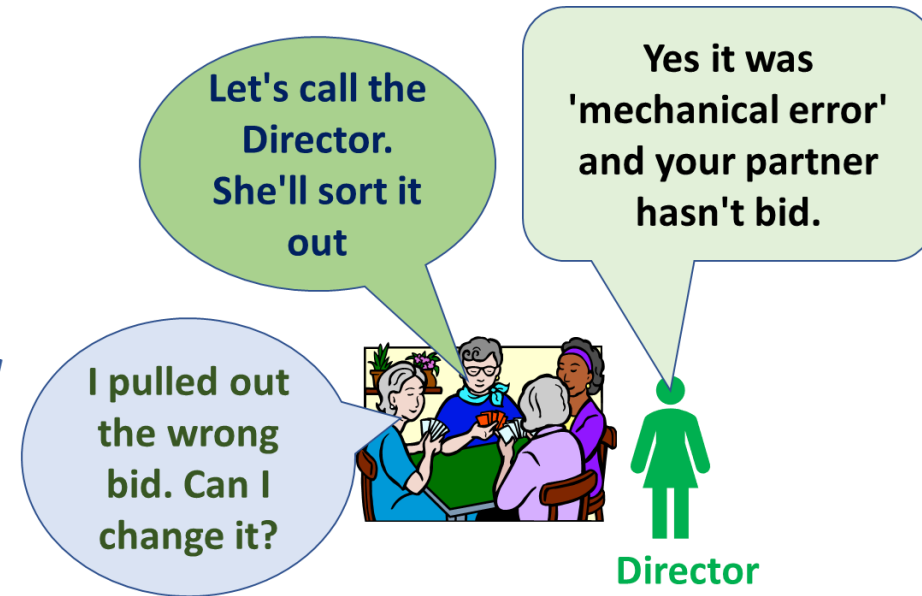 Let's call the
Director.
She'll sort it
out
Yes it was
'mechanical error'
and your partner
hasn't bid.
I pulled out
the wrong
bid. Can I
change it?
Director